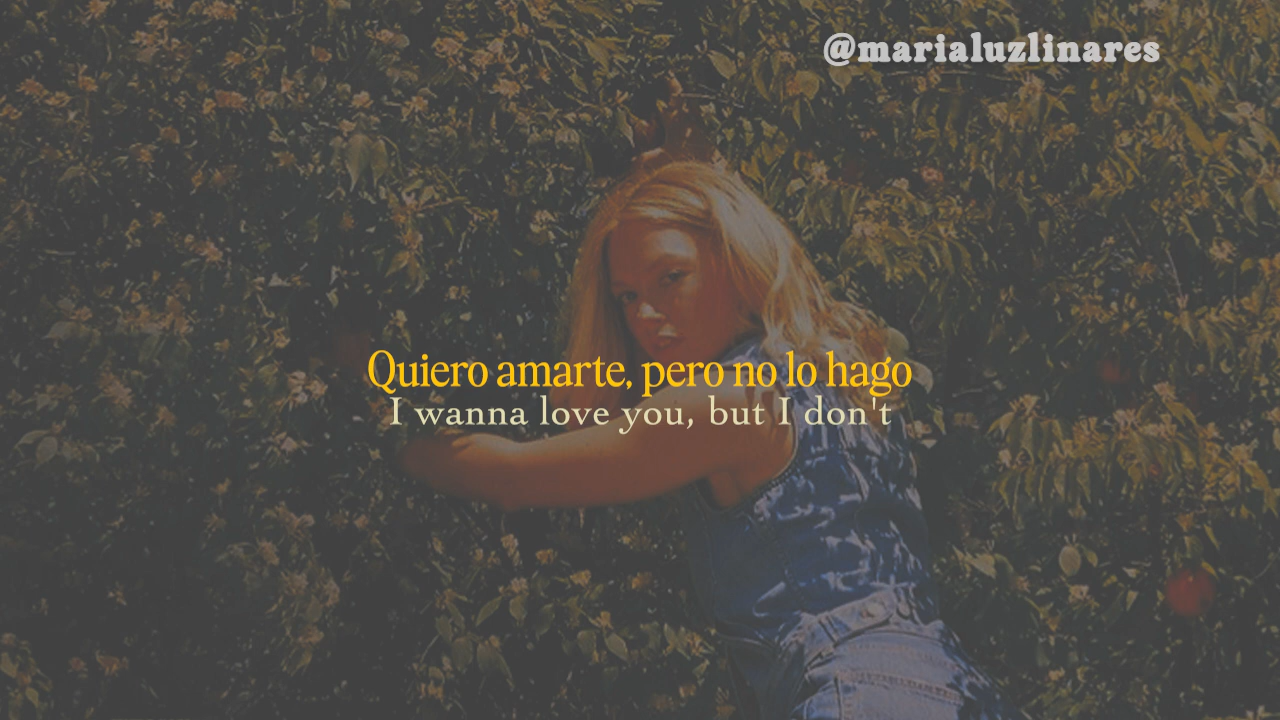 @marialuzlinares
Quiero amarte, pero no lo hago
I wanna love you, but I don't